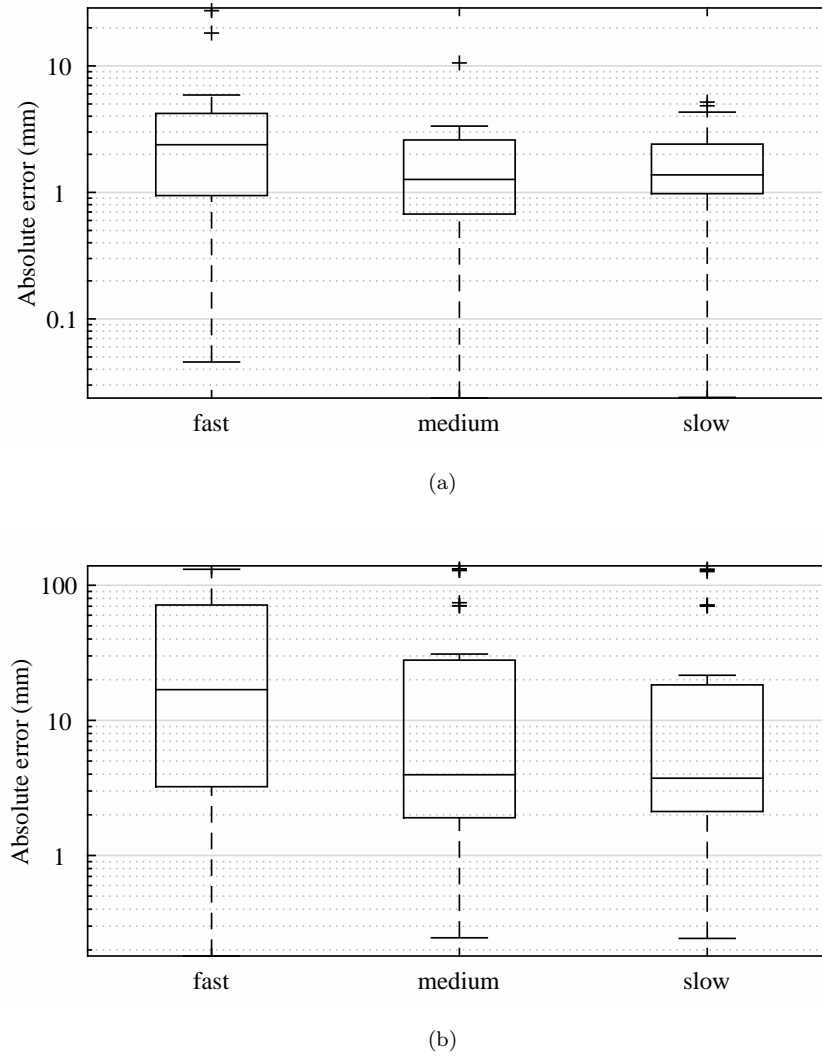 Absolute error (mm)
10
1
0.1
fast medium slow
(a)
Absolute error (mm)
100
10
1
fast medium slow
(b)